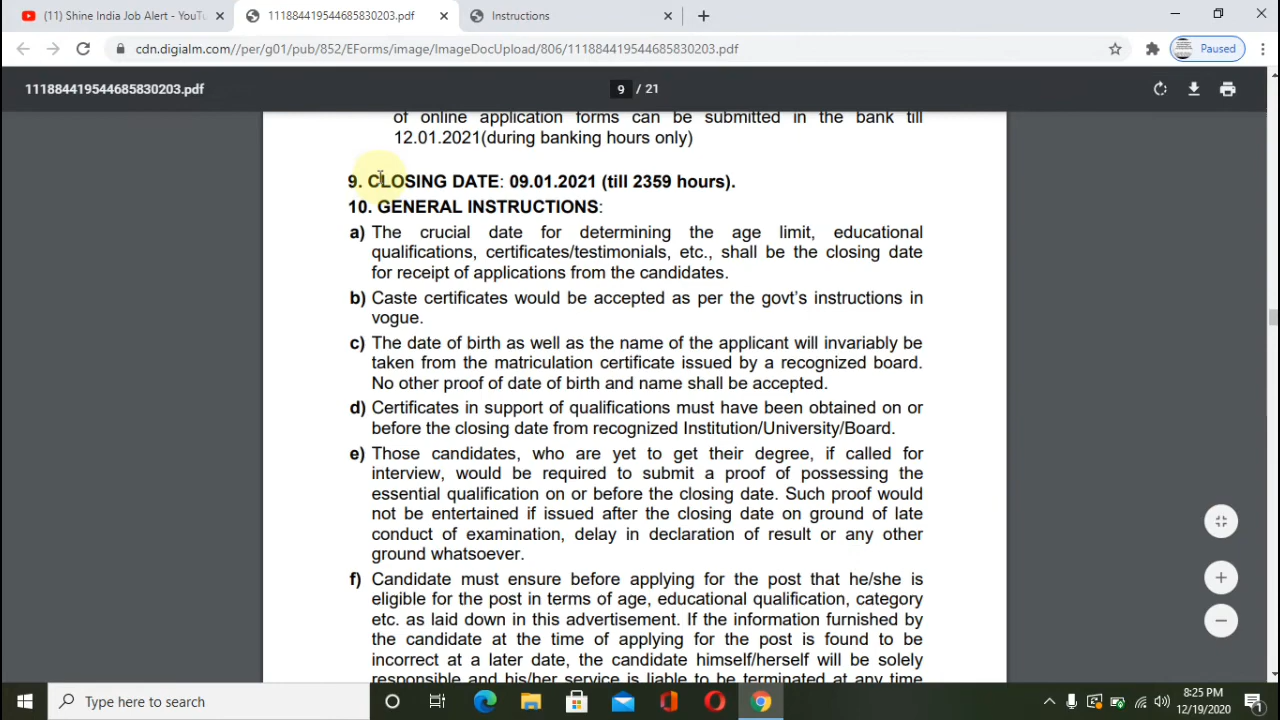 (11) Shine India Job Alert - YouTu
111884419544685830203.pdf
Instructions
cdn.digialm.com//per/g01/pub/852/EForms/image/ImageDocUpload/806/111884419544685830203.pdf
Paused
111884419544685830203.pdf
9 / 21
of online application forms can be submitted in the bank till
12.01.2021(during banking hours only)
9. CLOSING DATE: 09.01.2021 (till 2359 hours).
10. GENERAL INSTRUCTIONS:
a) The crucial date for determining the age limit, educational
qualifications, certificates/testimonials, etc., shall be the closing date
for receipt of applications from the candidates.
b) Caste certificates would be accepted as per the govt's instructions in
vogue.
c) The date of birth as well as the name of the applicant will invariably be
taken from the matriculation certificate issued by a recognized board.
No other proof of date of birth and name shall be accepted.
d) Certificates in support of qualifications must have been obtained on or
before the closing date from recognized Institution/University/Board.
e) Those candidates, who are yet to get their degree, if called for
interview, would be required to submit a proof of possessing the
essential qualification on or before the closing date. Such proof would
not be entertained if issued after the closing date on ground of late
conduct of examination, delay in declaration of result or any other
ground whatsoever.
f) Candidate must ensure before applying for the post that he/she is
eligible for the post in terms of age, educational qualification, category
etc. as laid down in this advertisement. If the information furnished by
the candidate at the time of applying for the post is found to be
incorrect at a later date, the candidate himself/herself will be solely
responsible and his/her service is liable to be terminated at any time
Type here to search
8:25 PM
12/19/2020
1